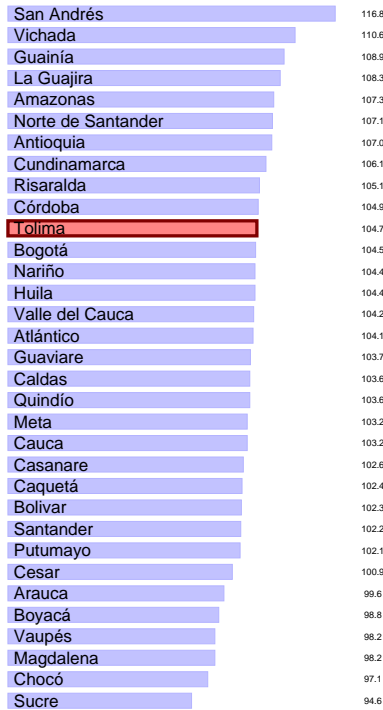 San Andrés 116.8
Vichada 110.6
Guainía 108.9
La Guajira 108.3
Amazonas 107.3
Norte de Santander 107.1
Antioquia 107.0
Cundinamarca 106.1
Risaralda 105.1
Córdoba 104.9
Tolima 104.7
Bogotá 104.5
Nariño 104.4
Huila 104.4
Valle del Cauca 104.2
Atlántico 104.1
Guaviare 103.7
Caldas 103.6
Quindío 103.6
Meta 103.2
Cauca 103.2
Casanare 102.6
Caquetá 102.4
Bolivar 102.3
Santander 102.2
Putumayo 102.1
Cesar 100.9
Arauca 99.6
Boyacá 98.8
Vaupés 98.2
Magdalena 98.2
Chocó 97.1
Sucre 94.6